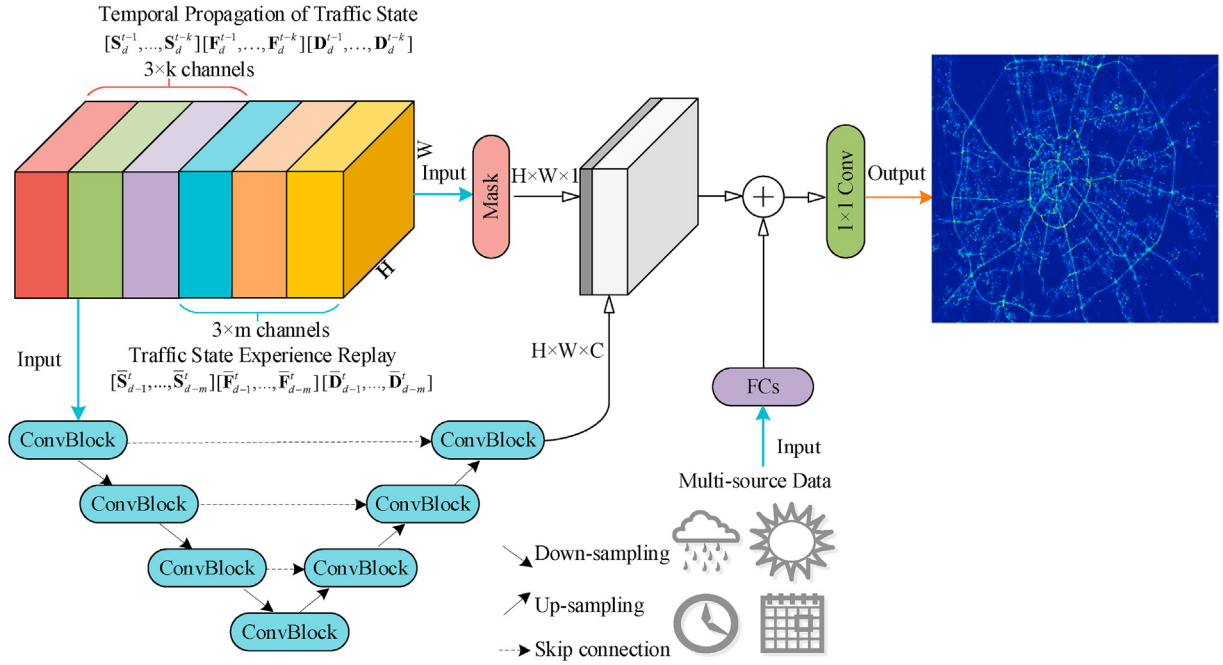 Temporal Propagation of Traffic State
[S_d^{t-1},...,S_d^{t-k}][F_d^{t-1},...,F_d^{t-k}][D_d^{t-1},...,D_d^{t-k}]
3×k channels
W
H
Input
Mask
H×W×1
1×1 Conv
Output
3×m channels
Traffic State Experience Replay
[S̅_{d-1}^t,...,S̅_{d-m}^t][F̅_{d-1}^t,...,F̅_{d-m}^t][D̅_{d-1}^t,...,D̅_{d-m}^t]
Input
H×W×C
FCs
Input
Multi-source Data
ConvBlock
ConvBlock
ConvBlock
ConvBlock
ConvBlock
ConvBlock
ConvBlock
Down-sampling
Up-sampling
Skip connection